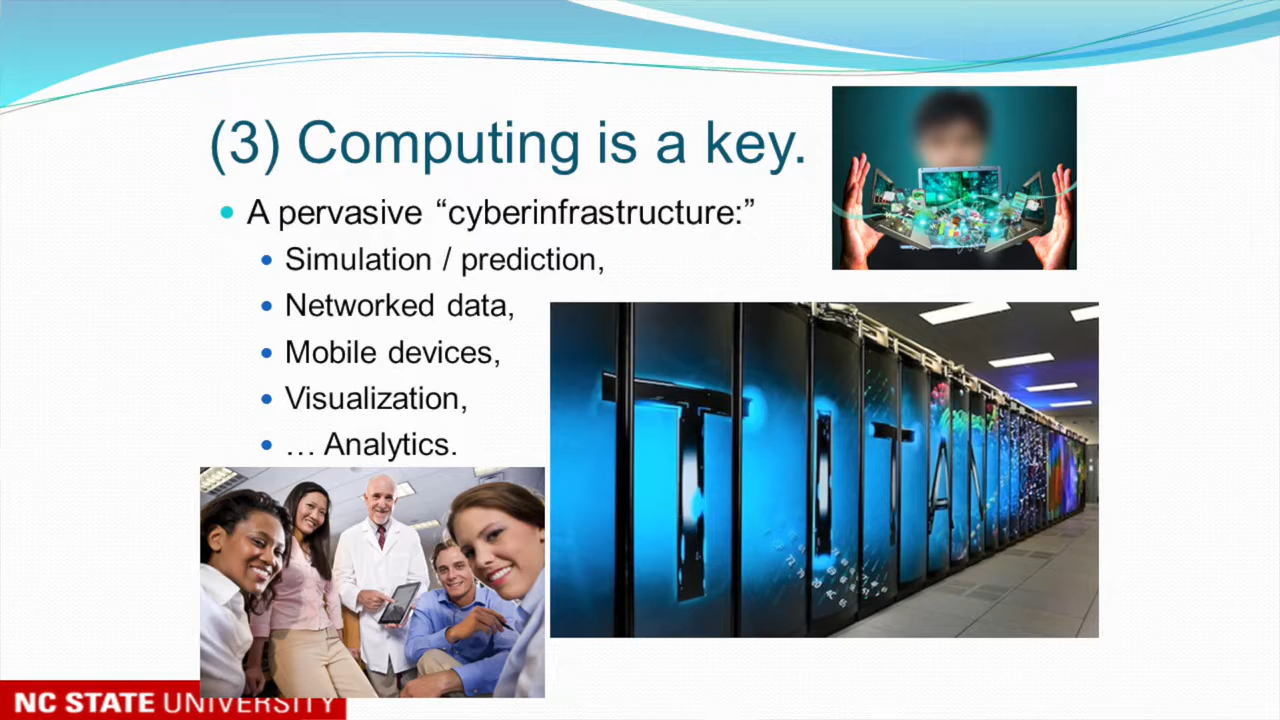 (3) Computing is a key.
A pervasive “cyberinfrastructure:”
Simulation / prediction,
Networked data,
Mobile devices,
Visualization,
… Analytics.
TITAN
NC STATE UNIVERSITY